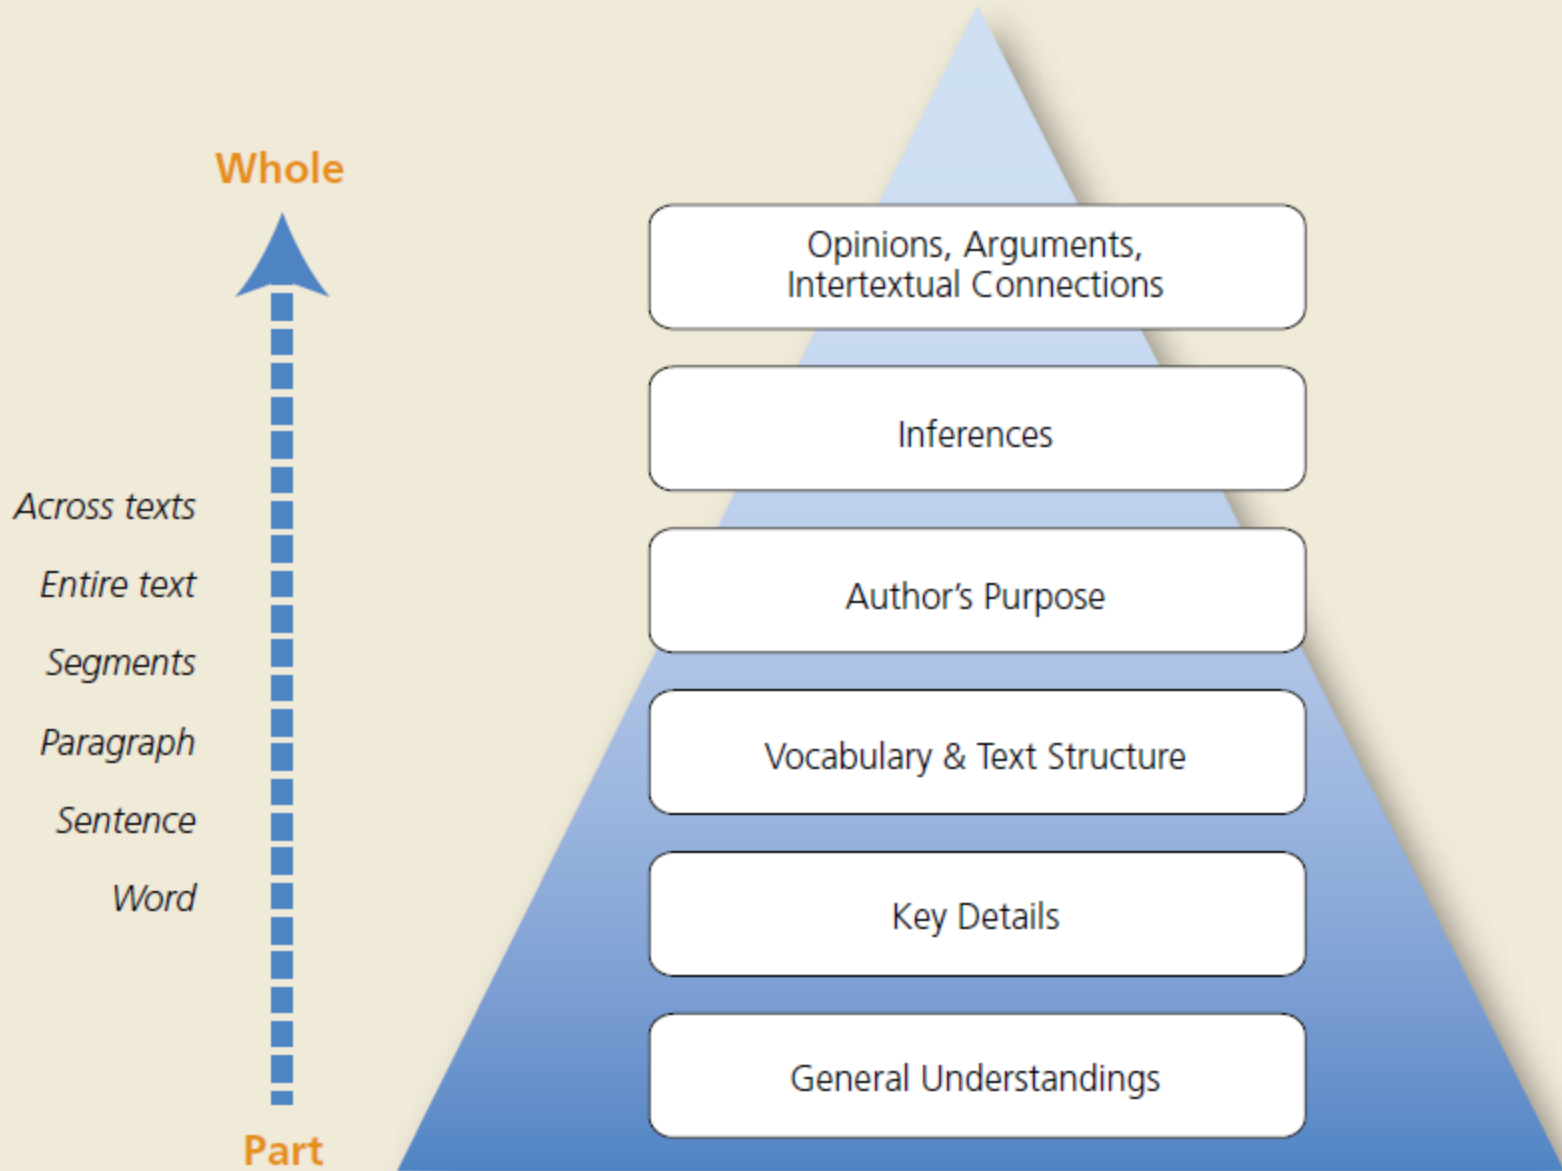 Whole
Across texts
Entire text
Segments
Paragraph
Sentence
Word
Part
Opinions, Arguments,
Intertextual Connections
Inferences
Author’s Purpose
Vocabulary & Text Structure
Key Details
General Understandings